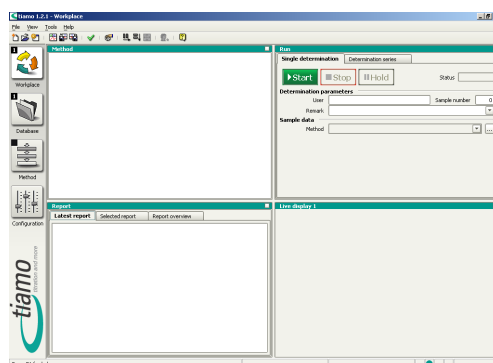 tiamo 1.2.1 - Workplace
File View Tools Help
Workplace
Database
Method
Configuration
tiamo
titration and more
Method
Run
Single determination Determination series
Start Stop Hold Status
Determination parameters
User Sample number 0
Remark
Sample data
Method ...
Report
Latest report Selected report Report overview
Live display 1